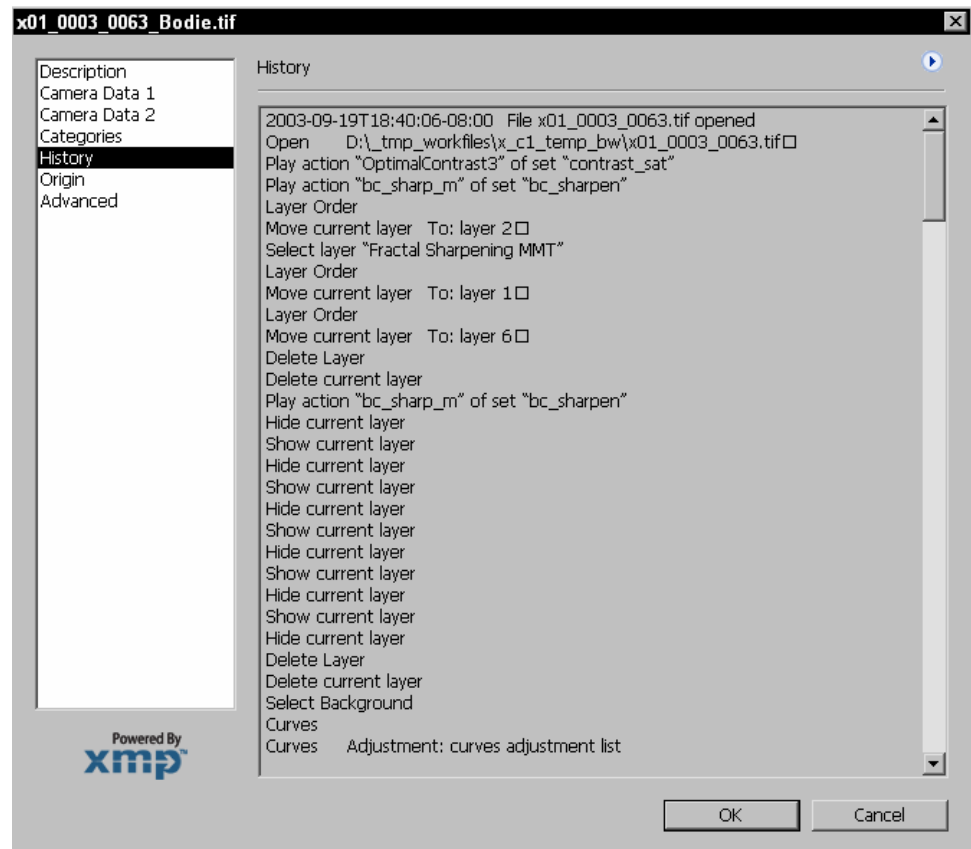 x01_0003_0063_Bodie.tif
Description
Camera Data 1
Camera Data 2
Categories
History
Origin
Advanced
History
2003-09-19T18:40:06-08:00 File x01_0003_0063.tif opened
Open D:\_tmp_workfiles\x_c1_temp_bw\x01_0003_0063.tif□
Play action “OptimalContrast3” of set “contrast_sat”
Play action “bc_sharp_m” of set “bc_sharpen”
Layer Order
Move current layer To: layer 2□
Select layer “Fractal Sharpening MMT”
Layer Order
Move current layer To: layer 1□
Layer Order
Move current layer To: layer 6□
Delete Layer
Delete current layer
Play action “bc_sharp_m” of set “bc_sharpen”
Hide current layer
Show current layer
Hide current layer
Show current layer
Hide current layer
Show current layer
Hide current layer
Show current layer
Hide current layer
Show current layer
Hide current layer
Delete Layer
Delete current layer
Select Background
Curves
Curves Adjustment: curves adjustment list
Powered By
xmp™
OK
Cancel